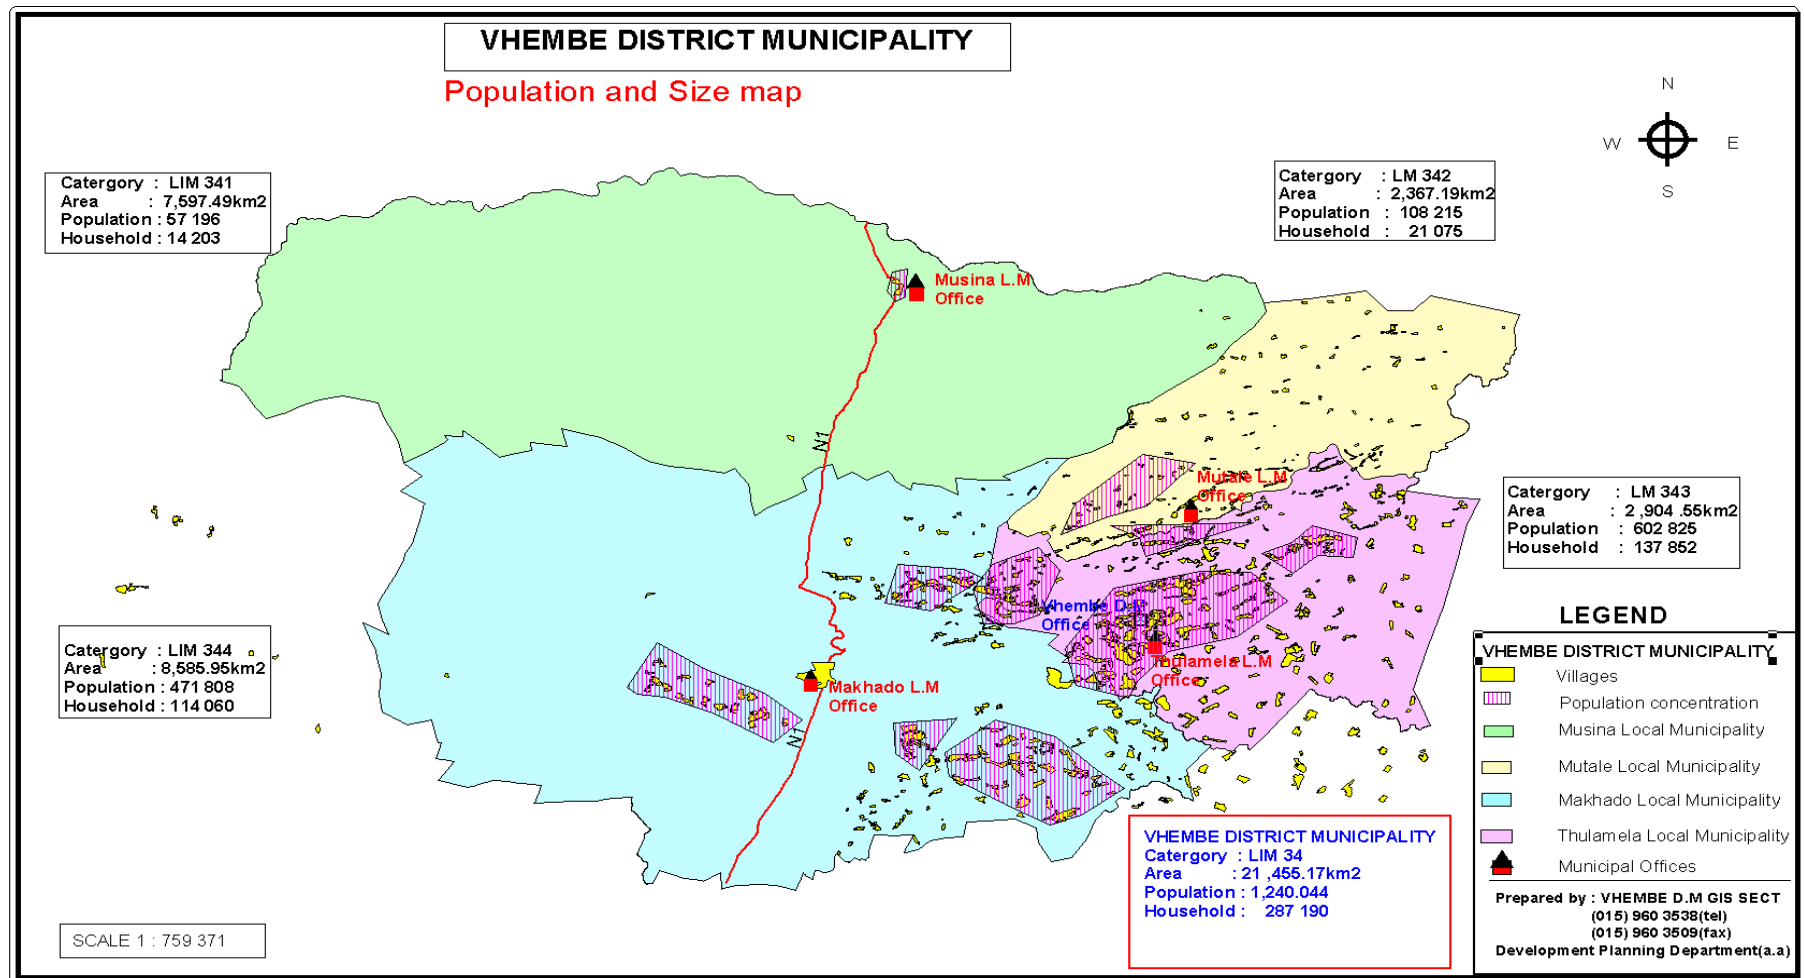 VHEMBE DISTRICT MUNICIPALITY
Population and Size map
N
W
E
S
Catergory : LIM 341
Area : 7,597.49km2
Population : 57 196
Household : 14 203
Catergory : LM 342
Area : 2,367.19km2
Population : 108 215
Household : 21 075
Musina L.M
Office
N1
Mutale L.M
Office
Catergory : LM 343
Area : 2 ,904 .55km2
Population : 602 825
Household : 137 852
Vhembe D.M
Office
Thulamela L.M
Office
Catergory : LIM 344
Area : 8,585.95km2
Population : 471 808
Household : 114 060
Makhado L.M
Office
N1
LEGEND
VHEMBE DISTRICT MUNICIPALITY
Villages
Population concentration
Musina Local Municipality
Mutale Local Municipality
Makhado Local Municipality
Thulamela Local Municipality
Municipal Offices
VHEMBE DISTRICT MUNICIPALITY
Catergory : LIM 34
Area : 21 ,455.17km2
Population : 1,240.044
Household : 287 190
Prepared by : VHEMBE D.M GIS SECT
(015) 960 3538(tel)
(015) 960 3509(fax)
Development Planning Department(a.a)
SCALE 1 : 759 371